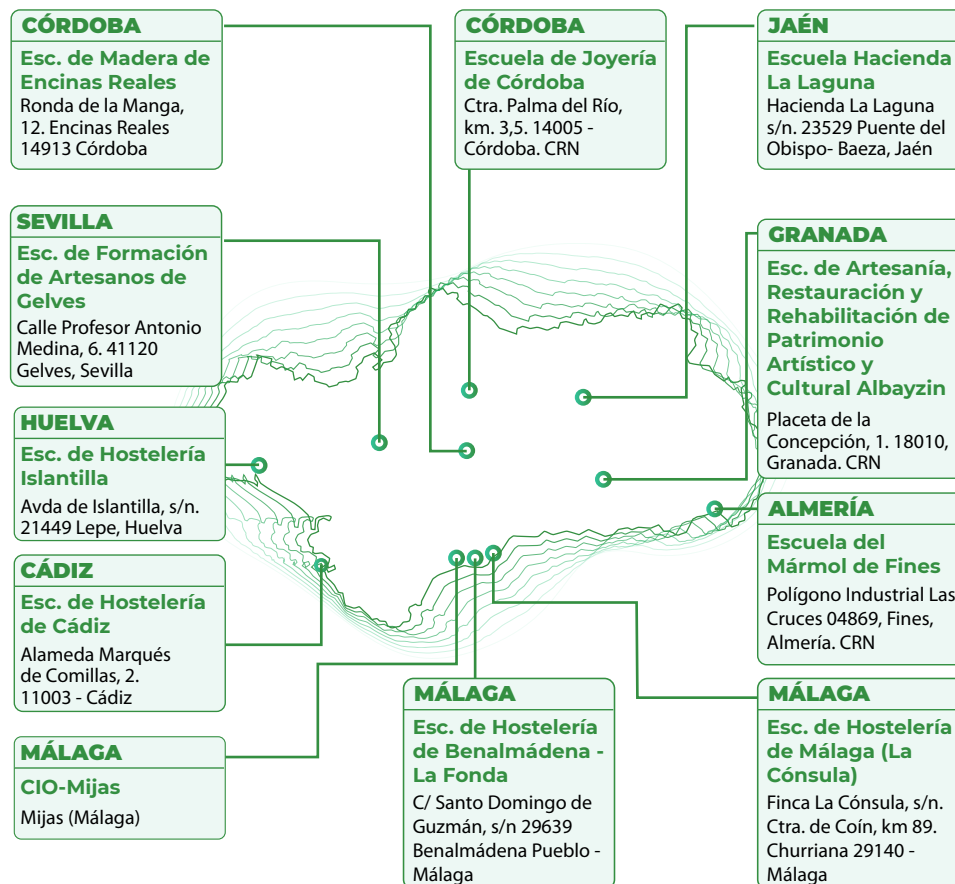 CÓRDOBA
Esc. de Madera de
Encinas Reales
Ronda de la Manga,
12. Encinas Reales
14913 Córdoba
CÓRDOBA
Escuela de Joyería
de Córdoba
Ctra. Palma del Río,
km. 3,5. 14005 -
Córdoba. CRN
JAÉN
Escuela Hacienda
La Laguna
Hacienda La Laguna
s/n. 23529 Puente del
Obispo- Baeza, Jaén
SEVILLA
Esc. de Formación
de Artesanos de
Gelves
Calle Profesor Antonio
Medina, 6. 41120
Gelves, Sevilla
GRANADA
Esc. de Artesanía,
Restauración y
Rehabilitación de
Patrimonio
Artístico y
Cultural Albayzin
Placeta de la
Concepción, 1. 18010,
Granada. CRN
HUELVA
Esc. de Hostelería
Islantilla
Avda de Islantilla, s/n.
21449 Lepe, Huelva
ALMERÍA
Escuela del
Mármol de Fines
Polígono Industrial Las
Cruces 04869, Fines,
Almería. CRN
CÁDIZ
Esc. de Hostelería
de Cádiz
Alameda Marqués
de Comillas, 2.
11003 - Cádiz
MÁLAGA
CIO-Mijas
Mijas (Málaga)
MÁLAGA
Esc. de Hostelería
de Benalmádena -
La Fonda
C/ Santo Domingo de
Guzmán, s/n 29639
Benalmádena Pueblo -
Málaga
MÁLAGA
Esc. de Hostelería
de Málaga (La
Cónsula)
Finca La Cónsula, s/n.
Ctra. de Coín, km 89.
Churriana 29140 -
Málaga